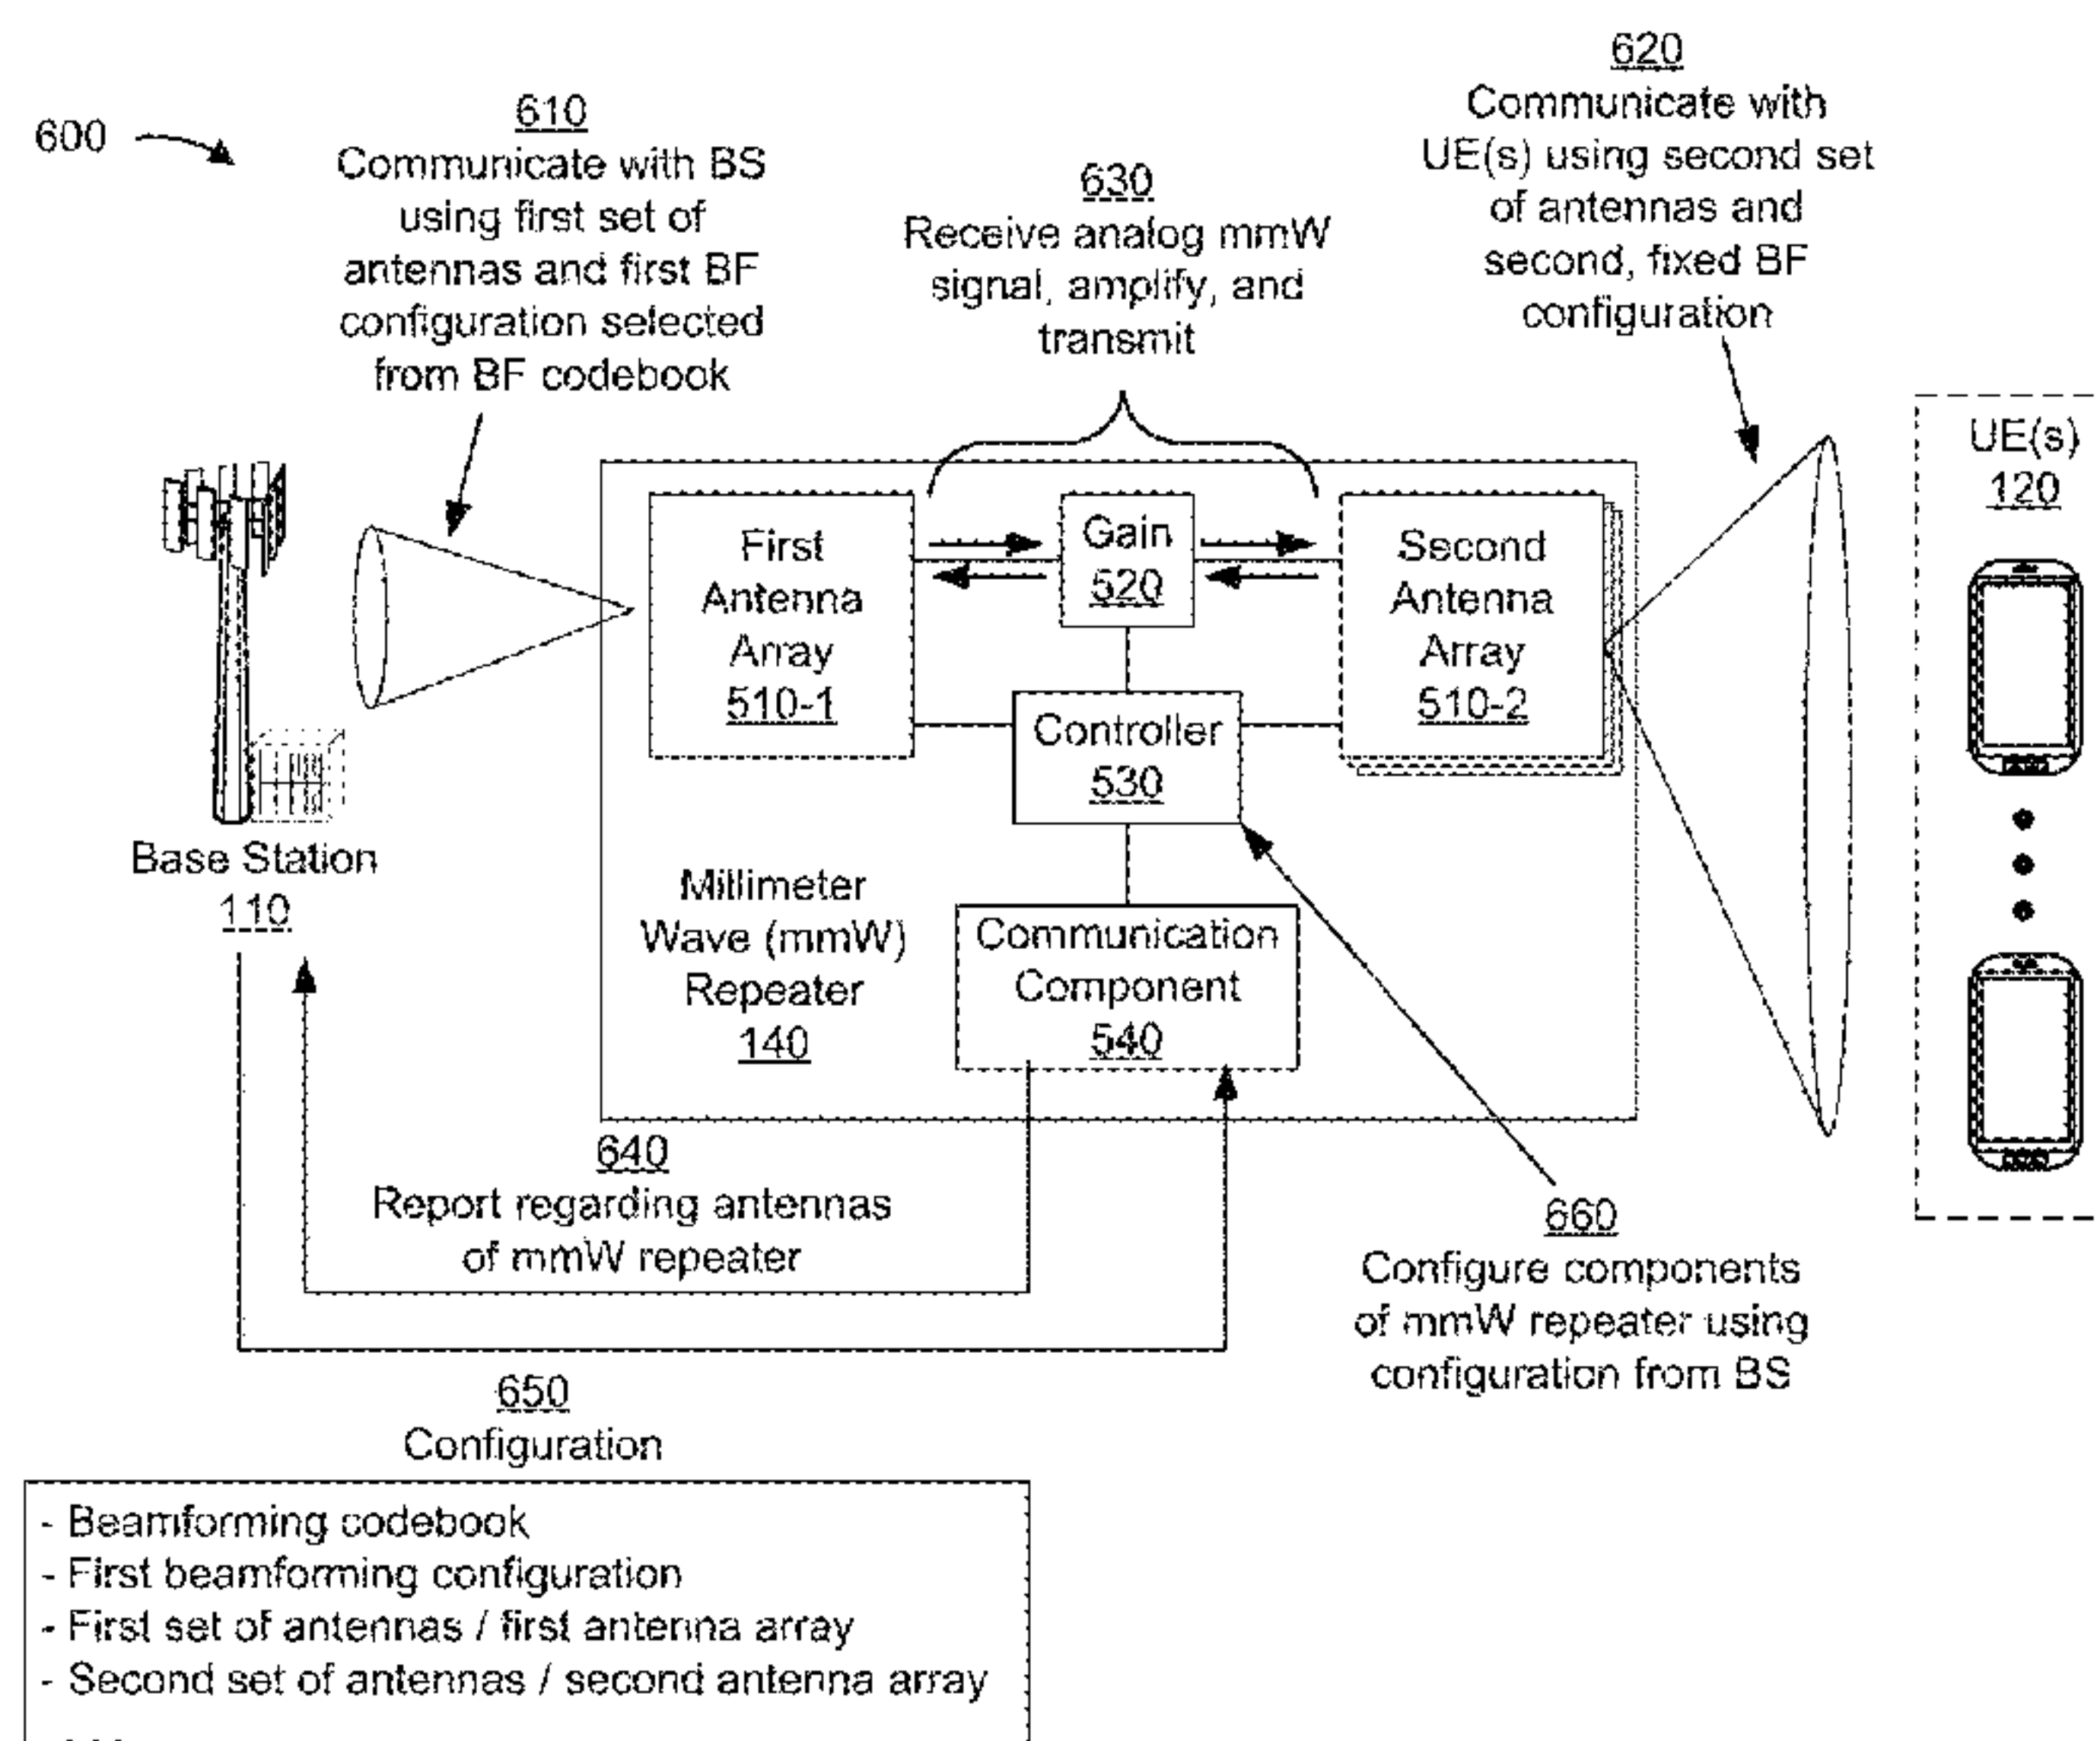 600
610
Communicate with BS
using first set of
antennas and first BF
configuration selected
from BF codebook
630
Receive analog mmW
signal, amplify, and
transmit
620
Communicate with
UE(s) using second set
of antennas and
second, fixed BF
configuration
UE(s)
120
First
Antenna
Array
510-1
Gain
520
Second
Antenna
Array
510-2
Controller
530
Base Station
110
Millimeter
Wave (mmW)
Repeater
140
Communication
Component
540
640
Report regarding antennas
of mmW repeater
660
Configure components
of mmW repeater using
configuration from BS
650
Configuration
- Beamforming codebook
- First beamforming configuration
- First set of antennas / first antenna array
- Second set of antennas / second antenna array